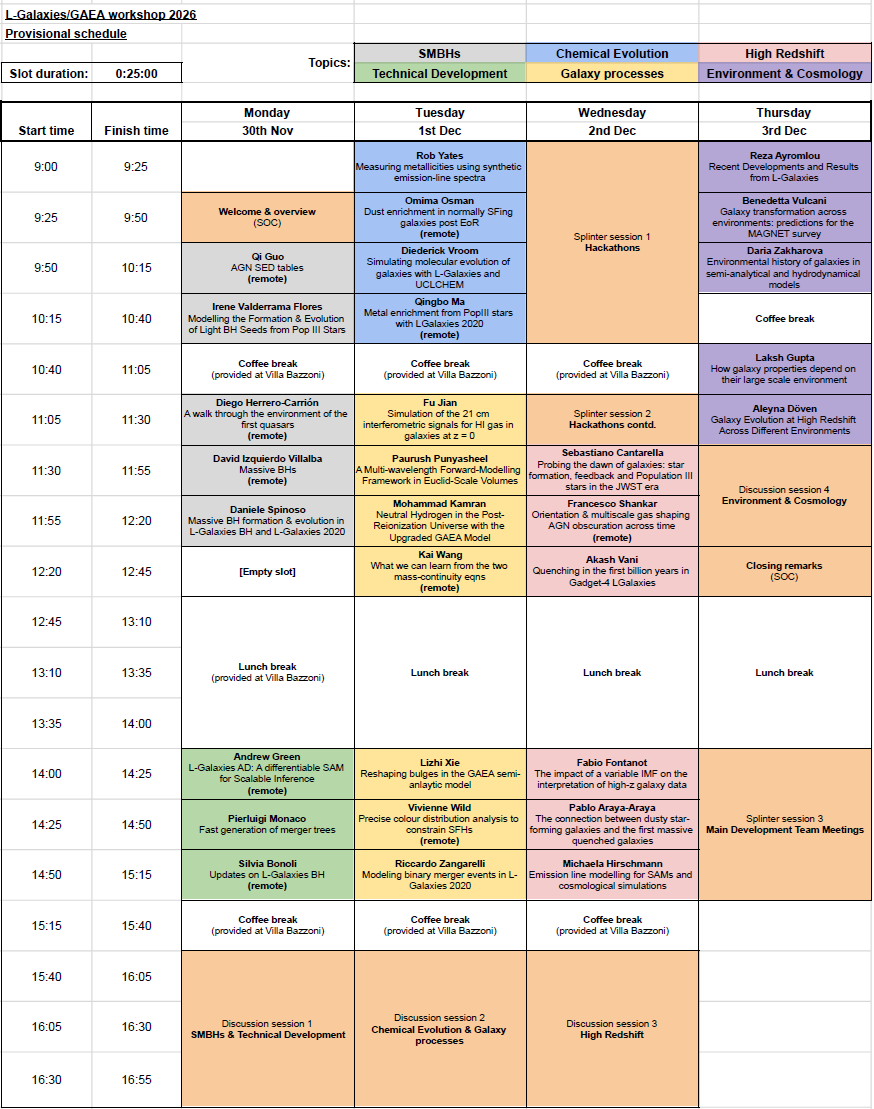 L-Galaxies/GAEA workshop 2026
Provisional schedule
Topics:
SMBHs
Chemical Evolution
High Redshift
Slot duration:
0:25:00
Technical Development
Galaxy processes
Environment & Cosmology
Monday
Tuesday
Wednesday
Thursday
Start time
Finish time
30th Nov
1st Dec
2nd Dec
3rd Dec
9:00
9:25
Rob Yates
Measuring metallicities using synthetic
emission-line spectra
Splinter session 1
Hackathons
Reza Ayromlou
Recent Developments and Results
from L-Galaxies
9:25
9:50
Welcome & overview
(SOC)
Omima Osman
Dust enrichment in normally SFing
galaxies post EoR
(remote)
Benedetta Vulcani
Galaxy transformation across
environments: predictions for the
MAGNET survey
9:50
10:15
Qi Guo
AGN SED tables
(remote)
Diederick Vroom
Simulating molecular evolution of
galaxies with L-Galaxies and
UCLCHEM
Daria Zakharova
Environmental history of galaxies in
semi-analytical and hydrodynamical
models
10:15
10:40
Irene Valderrama Flores
Modelling the Formation & Evolution
of Light BH Seeds from Pop III Stars
Qingbo Ma
Metal enrichment from PopIII stars
with LGalaxies 2020
(remote)
Coffee break
10:40
11:05
Coffee break
(provided at Villa Bazzoni)
Coffee break
(provided at Villa Bazzoni)
Coffee break
(provided at Villa Bazzoni)
Laksh Gupta
How galaxy properties depend on
their large scale environment
11:05
11:30
Diego Herrero-Carrión
A walk through the environment of the
first quasars
(remote)
Fu Jian
Simulation of the 21 cm
interferometric signals for HI gas in
galaxies at z = 0
Splinter session 2
Hackathons contd.
Aleyna Döven
Galaxy Evolution at High Redshift
Across Different Environments
11:30
11:55
David Izquierdo Villalba
Massive BHs
(remote)
Paurush Punyasheel
A Multi-wavelength Forward-Modelling
Framework in Euclid-Scale Volumes
Sebastiano Cantarella
Probing the dawn of galaxies: star
formation, feedback and Population III
stars in the JWST era
Discussion session 4
Environment & Cosmology
11:55
12:20
Daniele Spinoso
Massive BH formation & evolution in
L-Galaxies BH and L-Galaxies 2020
Mohammad Kamran
Neutral Hydrogen in the Post-
Reionization Universe with the
Upgraded GAEA Model
Francesco Shankar
Orientation & multiscale gas shaping
AGN obscuration across time
(remote)
12:20
12:45
[Empty slot]
Kai Wang
What we can learn from the two
mass-continuity eqns
(remote)
Akash Vani
Quenching in the first billion years in
Gadget-4 LGalaxies
Closing remarks
(SOC)
12:45
13:10
13:10
13:35
Lunch break
(provided at Villa Bazzoni)
Lunch break
Lunch break
Lunch break
13:35
14:00
14:00
14:25
Andrew Green
L-Galaxies AD: A differentiable SAM
for Scalable Inference
(remote)
Lizhi Xie
Reshaping bulges in the GAEA semi-
anlaytic model
Fabio Fontanot
The impact of a variable IMF on the
interpretation of high-z galaxy data
Splinter session 3
Main Development Team Meetings
14:25
14:50
Pierluigi Monaco
Fast generation of merger trees
Vivienne Wild
Precise colour distribution analysis to
constrain SFHs
(remote)
Pablo Araya-Araya
The connection between dusty star-
forming galaxies and the first massive
quenched galaxies
14:50
15:15
Silvia Bonoli
Updates on L-Galaxies BH
(remote)
Riccardo Zangarelli
Modeling binary merger events in L-
Galaxies 2020
Michaela Hirschmann
Emission line modelling for SAMs and
cosmological simulations
15:15
15:40
Coffee break
(provided at Villa Bazzoni)
Coffee break
(provided at Villa Bazzoni)
Coffee break
(provided at Villa Bazzoni)
15:40
16:05
16:05
16:30
Discussion session 1
SMBHs & Technical Development
Discussion session 2
Chemical Evolution & Galaxy
processes
Discussion session 3
High Redshift
16:30
16:55